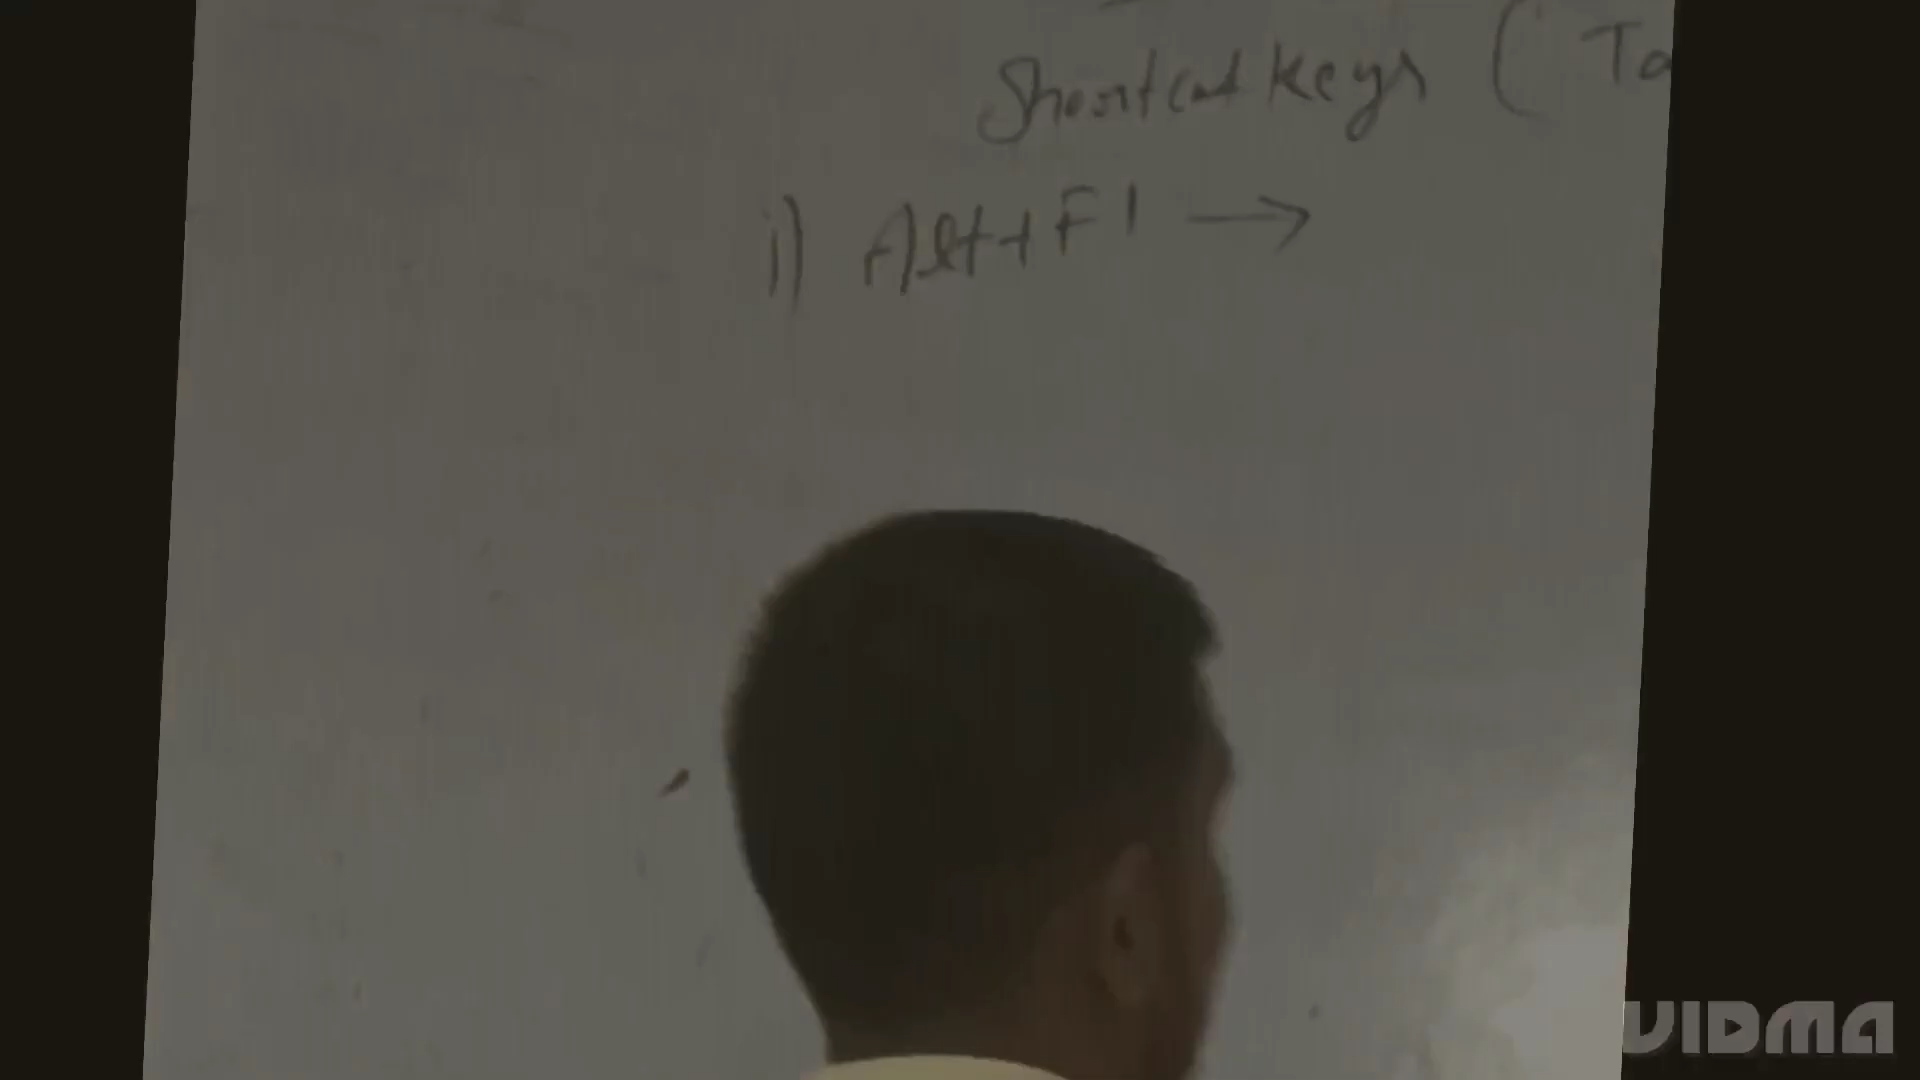 Shortcut Keys ( Ta
i) Alt+F1 →
VIDMA